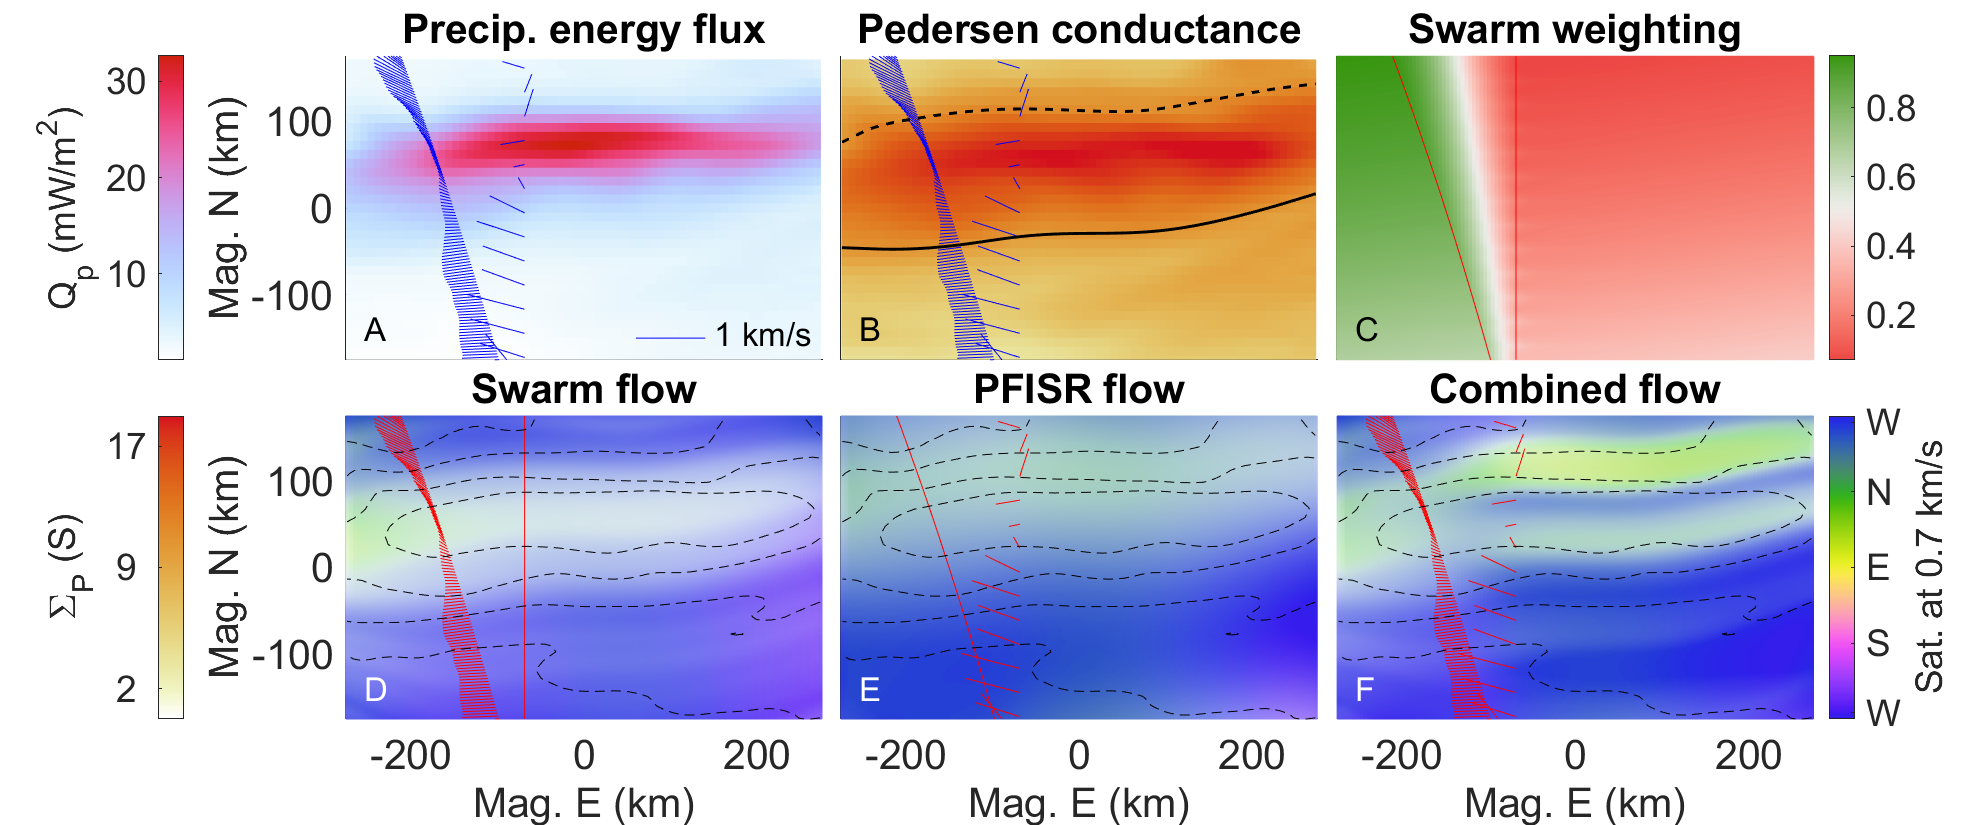 Precip. energy flux
Pedersen conductance
Swarm weighting
30
20
10
Qp (mW/m²)
Mag. N (km)
100
0
-100
A
1 km/s
B
C
0.8
0.6
0.4
0.2
Swarm flow
PFISR flow
Combined flow
17
9
2
ΣP (S)
Mag. N (km)
100
0
-100
D
E
F
W
N
E
S
W
Sat. at 0.7 km/s
-200 0 200
-200 0 200
-200 0 200
Mag. E (km)
Mag. E (km)
Mag. E (km)